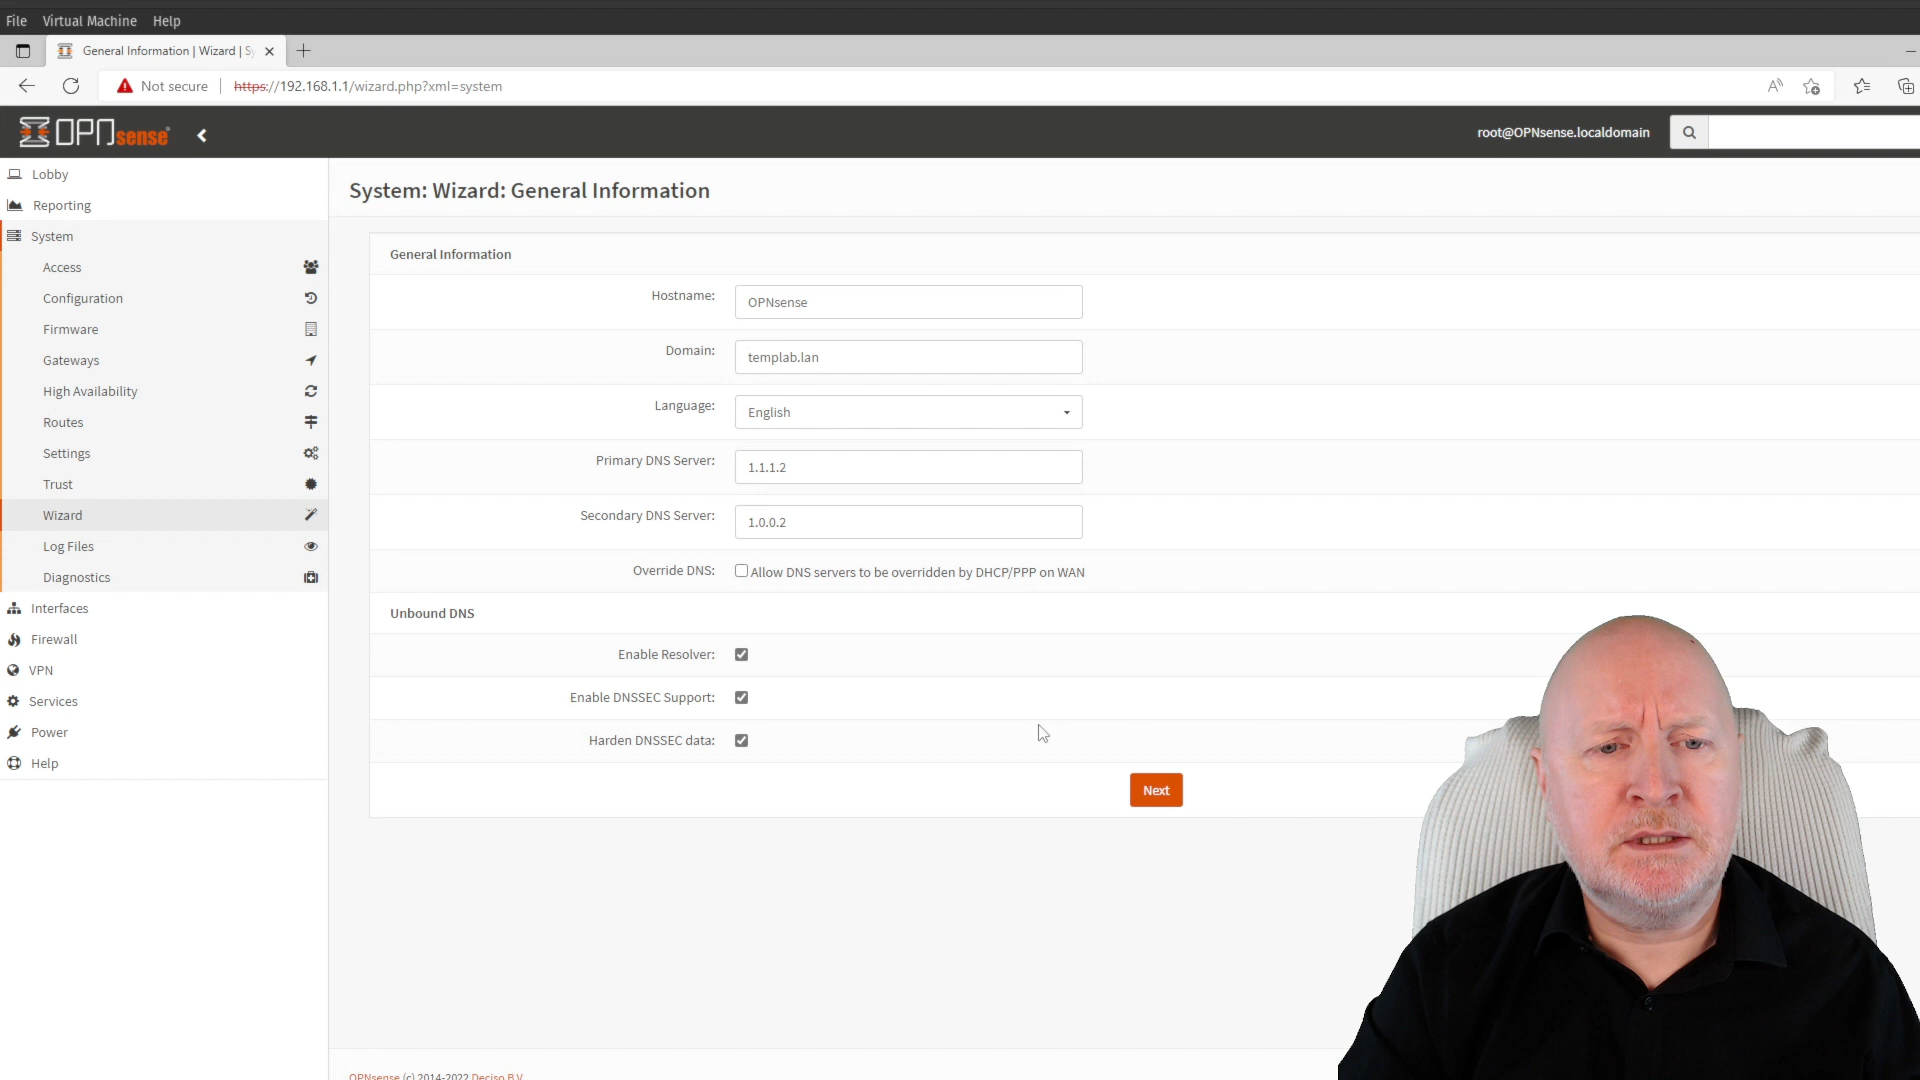 File Virtual Machine Help
General Information | Wizard | S
Not secure https://192.168.1.1/wizard.php?xml=system
OPNsense root@OPNsense.localdomain
Lobby
Reporting
System
Access
Configuration
Firmware
Gateways
High Availability
Routes
Settings
Trust
Wizard
Log Files
Diagnostics
Interfaces
Firewall
VPN
Services
Power
Help
System: Wizard: General Information
General Information
Hostname: OPNsense
Domain: templab.lan
Language: English
Primary DNS Server: 1.1.1.2
Secondary DNS Server: 1.0.0.2
Override DNS: Allow DNS servers to be overridden by DHCP/PPP on WAN
Unbound DNS
Enable Resolver:
Enable DNSSEC Support:
Harden DNSSEC data:
Next
OPNsense (c) 2014-2022 Deciso B.V.